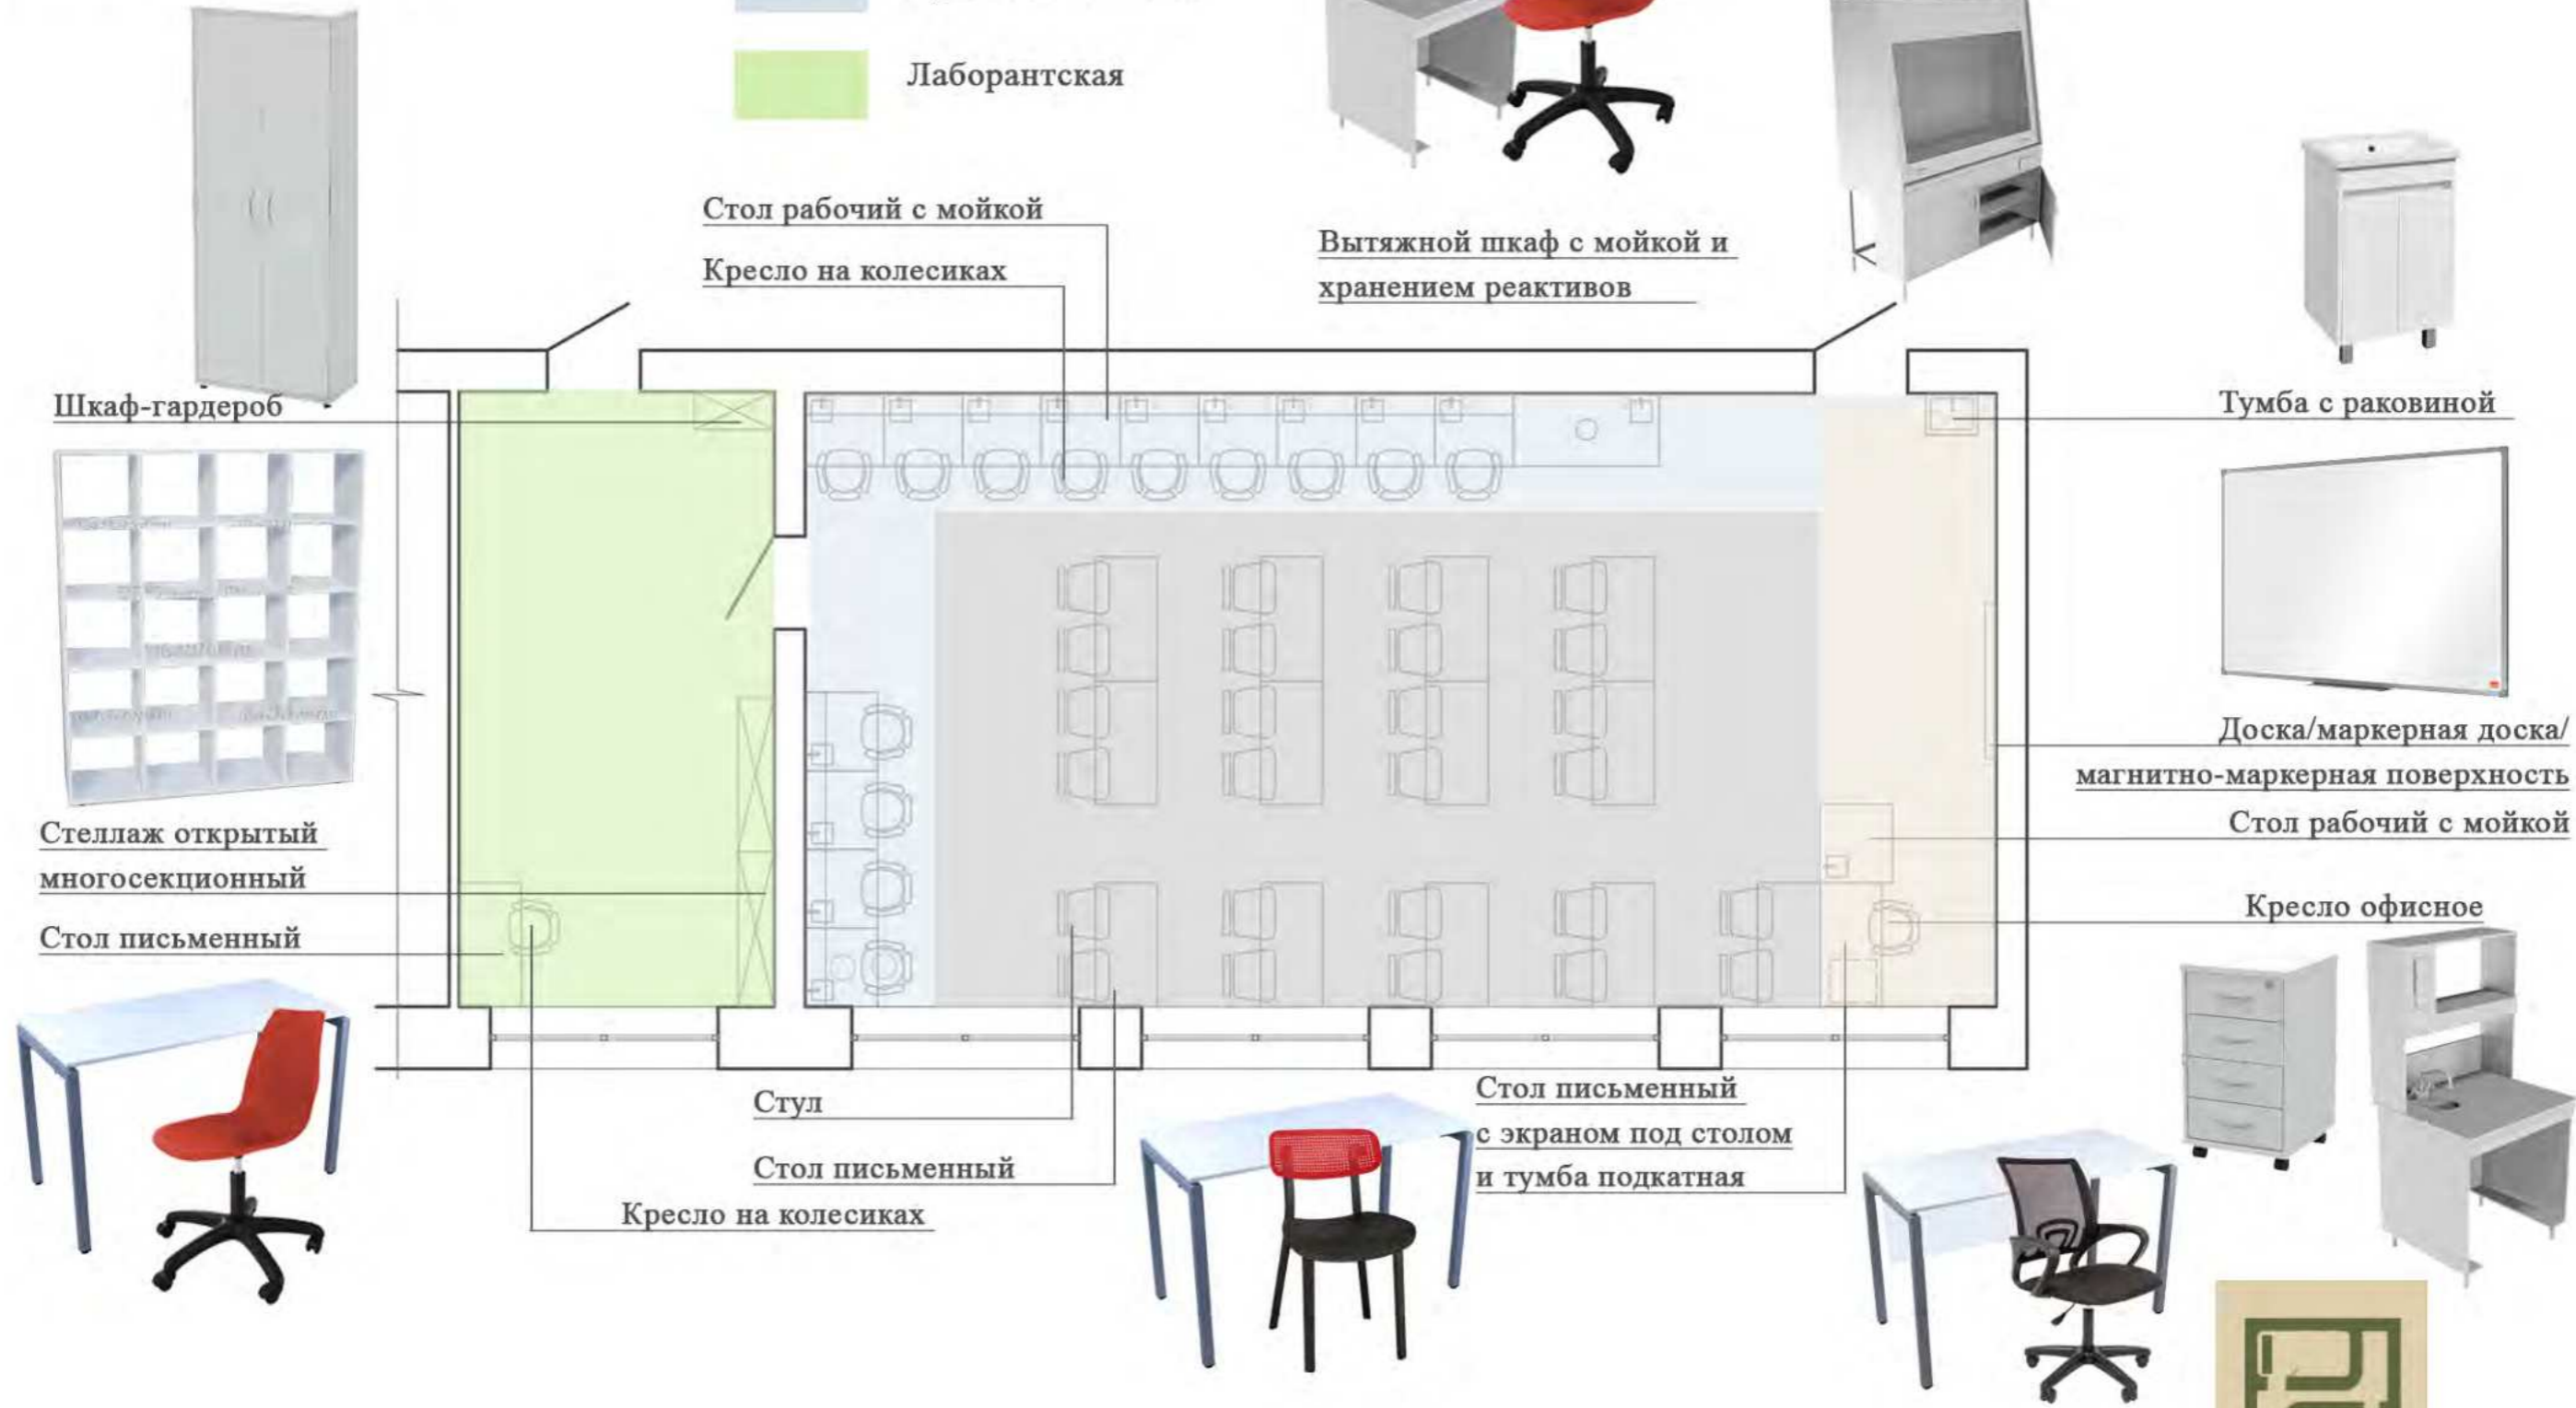 Лаборантская
Стол рабочий с мойкой
Кресло на колесиках
Вытяжной шкаф с мойкой и
хранением реактивов
Шкаф-гардероб
Тумба с раковиной
Доска/маркерная доска/
магнитно-маркерная поверхность
Стол рабочий с мойкой
Стеллаж открытый
многосекционный
Кресло офисное
Стол письменный
Стул
Стол письменный
Кресло на колесиках
Стол письменный
с экраном под столом
и тумба подкатная